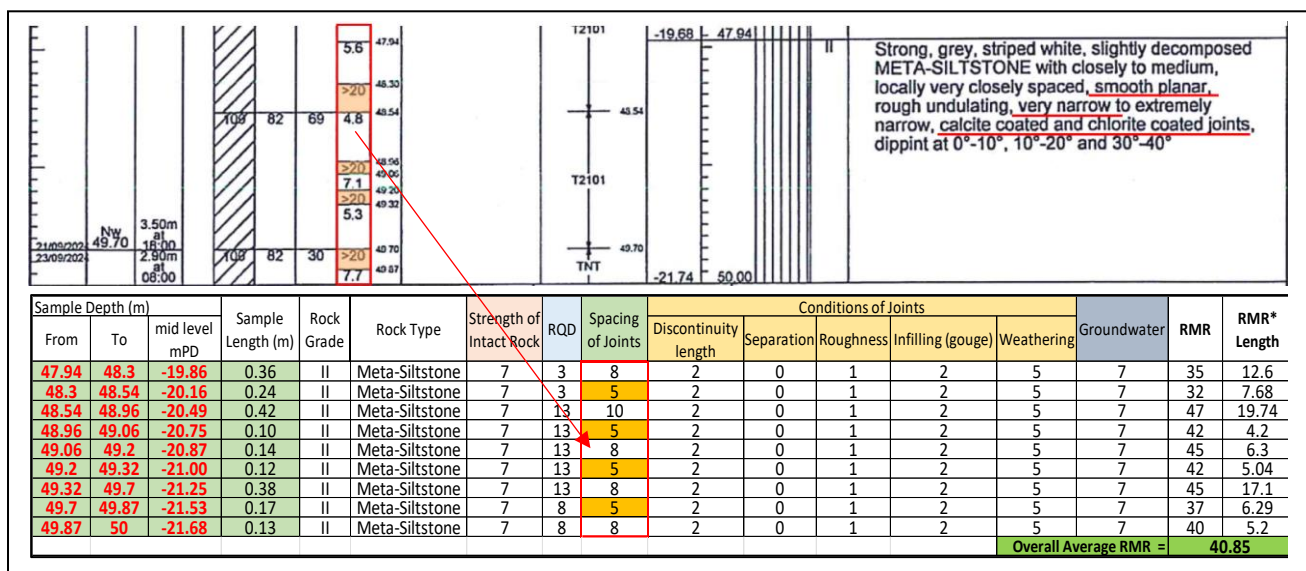 T2101
-19.68 47.94
5.6 47.94
II
Strong, grey, striped white, slightly decomposed
META-SILTSTONE with closely to medium,
locally very closely spaced, smooth planar,
rough undulating, very narrow to extremely
narrow, calcite coated and chlorite coated joints,
dippint at 0°-10°, 10°-20° and 30°-40°
>20 48.30
82 69 4.8 48.54 48.54
>20 48.96
49.06
7.1 T2101
>20 49.20
49.32
5.3
Nw 3.50m
49.70 at
18:00
21/09/202
23/09/202 2.90m 82 30 >20 49.70 49.70
at TNT
08:00 7.7 49.87 -21.74 50.00
Sample Depth (m) Sample Length (m) Rock Grade Rock Type Strength of Intact Rock RQD Spacing of Joints Conditions of Joints Groundwater RMR RMR* Length
From To mid level mPD Discontinuity length Separation Roughness Infilling (gouge) Weathering
47.94 48.3 -19.86 0.36 II Meta-Siltstone 7 3 8 2 0 1 2 5 7 35 12.6
48.3 48.54 -20.16 0.24 II Meta-Siltstone 7 3 5 2 0 1 2 5 7 32 7.68
48.54 48.96 -20.49 0.42 II Meta-Siltstone 7 13 10 2 0 1 2 5 7 47 19.74
48.96 49.06 -20.75 0.10 II Meta-Siltstone 7 13 5 2 0 1 2 5 7 42 4.2
49.06 49.2 -20.87 0.14 II Meta-Siltstone 7 13 8 2 0 1 2 5 7 45 6.3
49.2 49.32 -21.00 0.12 II Meta-Siltstone 7 13 5 2 0 1 2 5 7 42 5.04
49.32 49.7 -21.25 0.38 II Meta-Siltstone 7 13 8 2 0 1 2 5 7 45 17.1
49.7 49.87 -21.53 0.17 II Meta-Siltstone 7 8 5 2 0 1 2 5 7 37 6.29
49.87 50 -21.68 0.13 II Meta-Siltstone 7 8 8 2 0 1 2 5 7 40 5.2
Overall Average RMR = 40.85